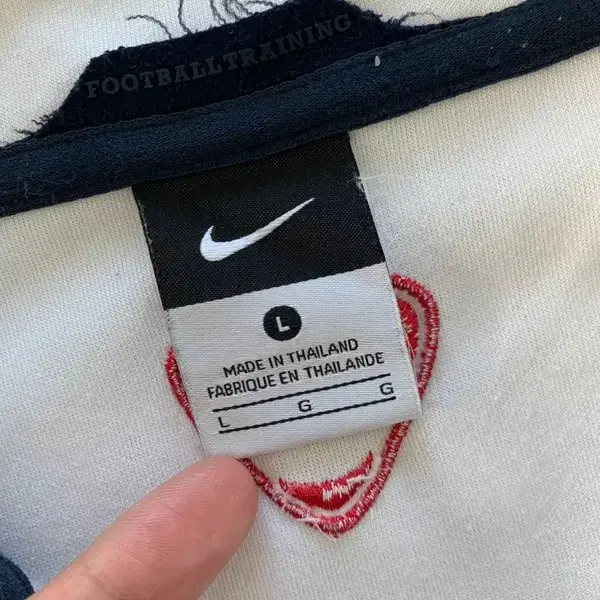 FOOTBALLTRAINING
L
MADE IN THAILAND
FABRIQUE EN THAILANDE
L G G